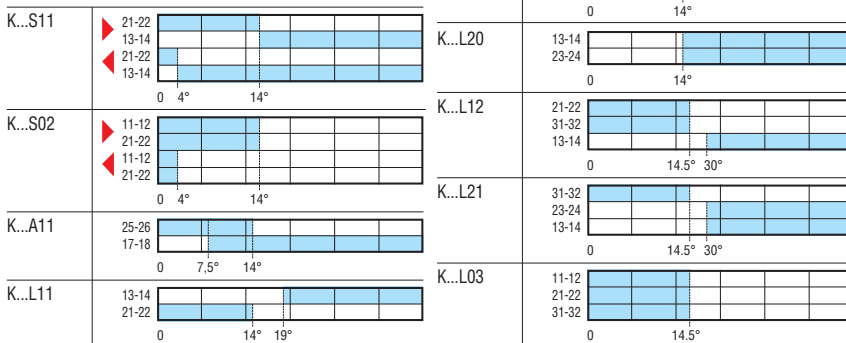 K...S11
21-22
13-14
21-22
13-14
0 4° 14°
K...S02
11-12
21-22
11-12
21-22
0 4° 14°
K...A11
25-26
17-18
0 7,5° 14°
K...L11
13-14
21-22
0 14° 19°
0 14°
K...L20
13-14
23-24
0 14°
K...L12
21-22
31-32
13-14
0 14.5° 30°
K...L21
31-32
23-24
13-14
0 14.5° 30°
K...L03
11-12
21-22
31-32
0 14.5°